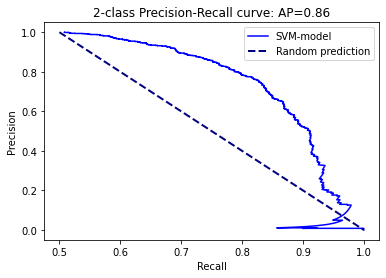 2-class Precision-Recall curve: AP=0.86
SVM-model
Random prediction
Precision
1.0
0.8
0.6
0.4
0.2
0.0
0.5 0.6 0.7 0.8 0.9 1.0
Recall